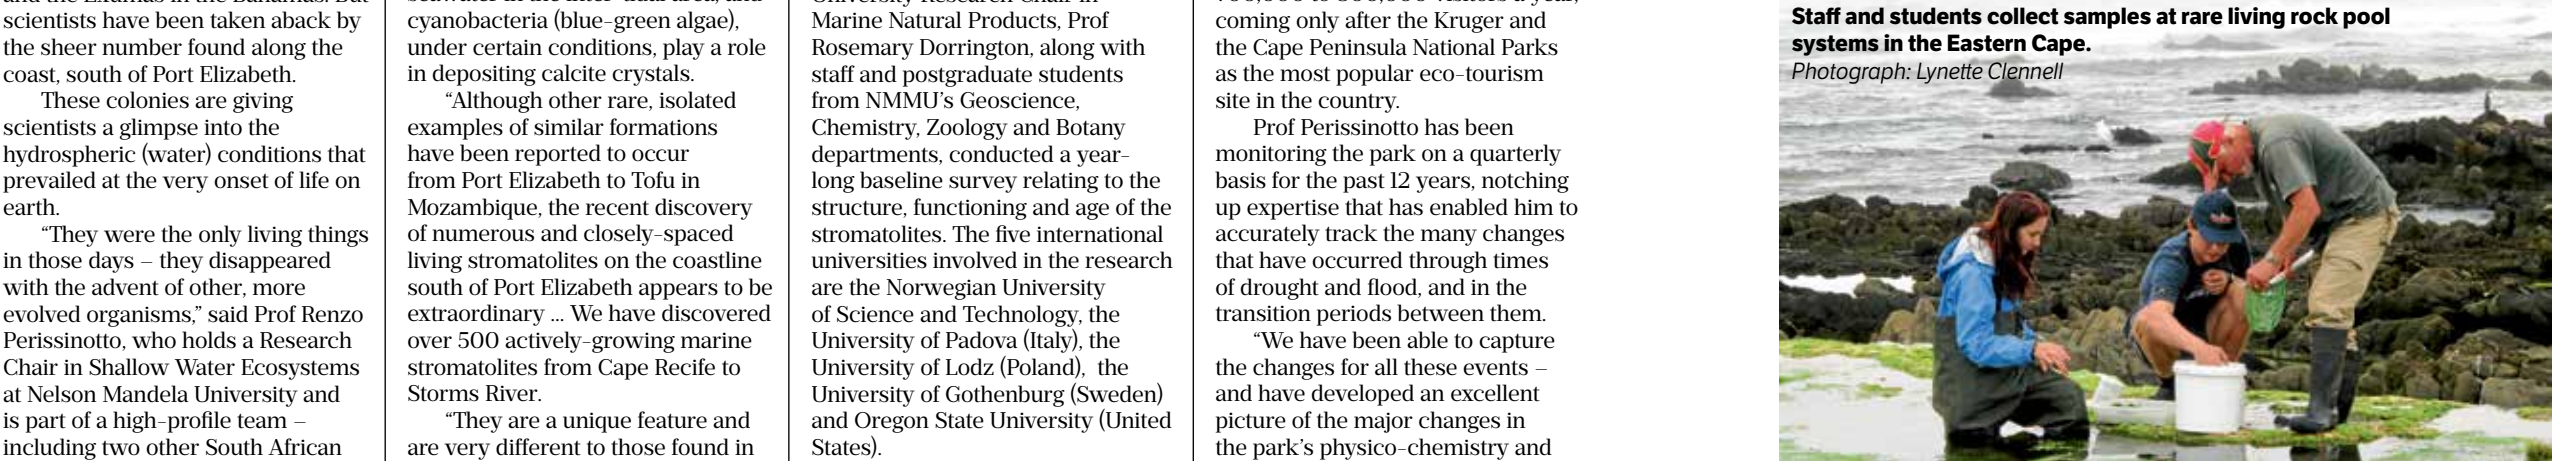 scientists have been taken aback by
the sheer number found along the
coast, south of Port Elizabeth.
These colonies are giving
scientists a glimpse into the
hydrospheric (water) conditions that
prevailed at the very onset of life on
earth.
“They were the only living things
in those days – they disappeared
with the advent of other, more
evolved organisms,” said Prof Renzo
Perissinotto, who holds a Research
Chair in Shallow Water Ecosystems
at Nelson Mandela University and
is part of a high-profile team –
including two other South African
cyanobacteria (blue-green algae),
under certain conditions, play a role
in depositing calcite crystals.
“Although other rare, isolated
examples of similar formations
have been reported to occur
from Port Elizabeth to Tofu in
Mozambique, the recent discovery
of numerous and closely-spaced
living stromatolites on the coastline
south of Port Elizabeth appears to be
extraordinary ... We have discovered
over 500 actively-growing marine
stromatolites from Cape Recife to
Storms River.
“They are a unique feature and
are very different to those found in
Marine Natural Products, Prof
Rosemary Dorrington, along with
staff and postgraduate students
from NMMU’s Geoscience,
Chemistry, Zoology and Botany
departments, conducted a year-
long baseline survey relating to the
structure, functioning and age of the
stromatolites. The five international
universities involved in the research
are the Norwegian University
of Science and Technology, the
University of Padova (Italy), the
University of Lodz (Poland), the
University of Gothenburg (Sweden)
and Oregon State University (United
States).
coming only after the Kruger and
the Cape Peninsula National Parks
as the most popular eco-tourism
site in the country.
Prof Perissinotto has been
monitoring the park on a quarterly
basis for the past 12 years, notching
up expertise that has enabled him to
accurately track the many changes
that have occurred through times
of drought and flood, and in the
transition periods between them.
“We have been able to capture
the changes for all these events –
and have developed an excellent
picture of the major changes in
the park’s physico-chemistry and
Staff and students collect samples at rare living rock pool
systems in the Eastern Cape.
Photograph: Lynette Clennell